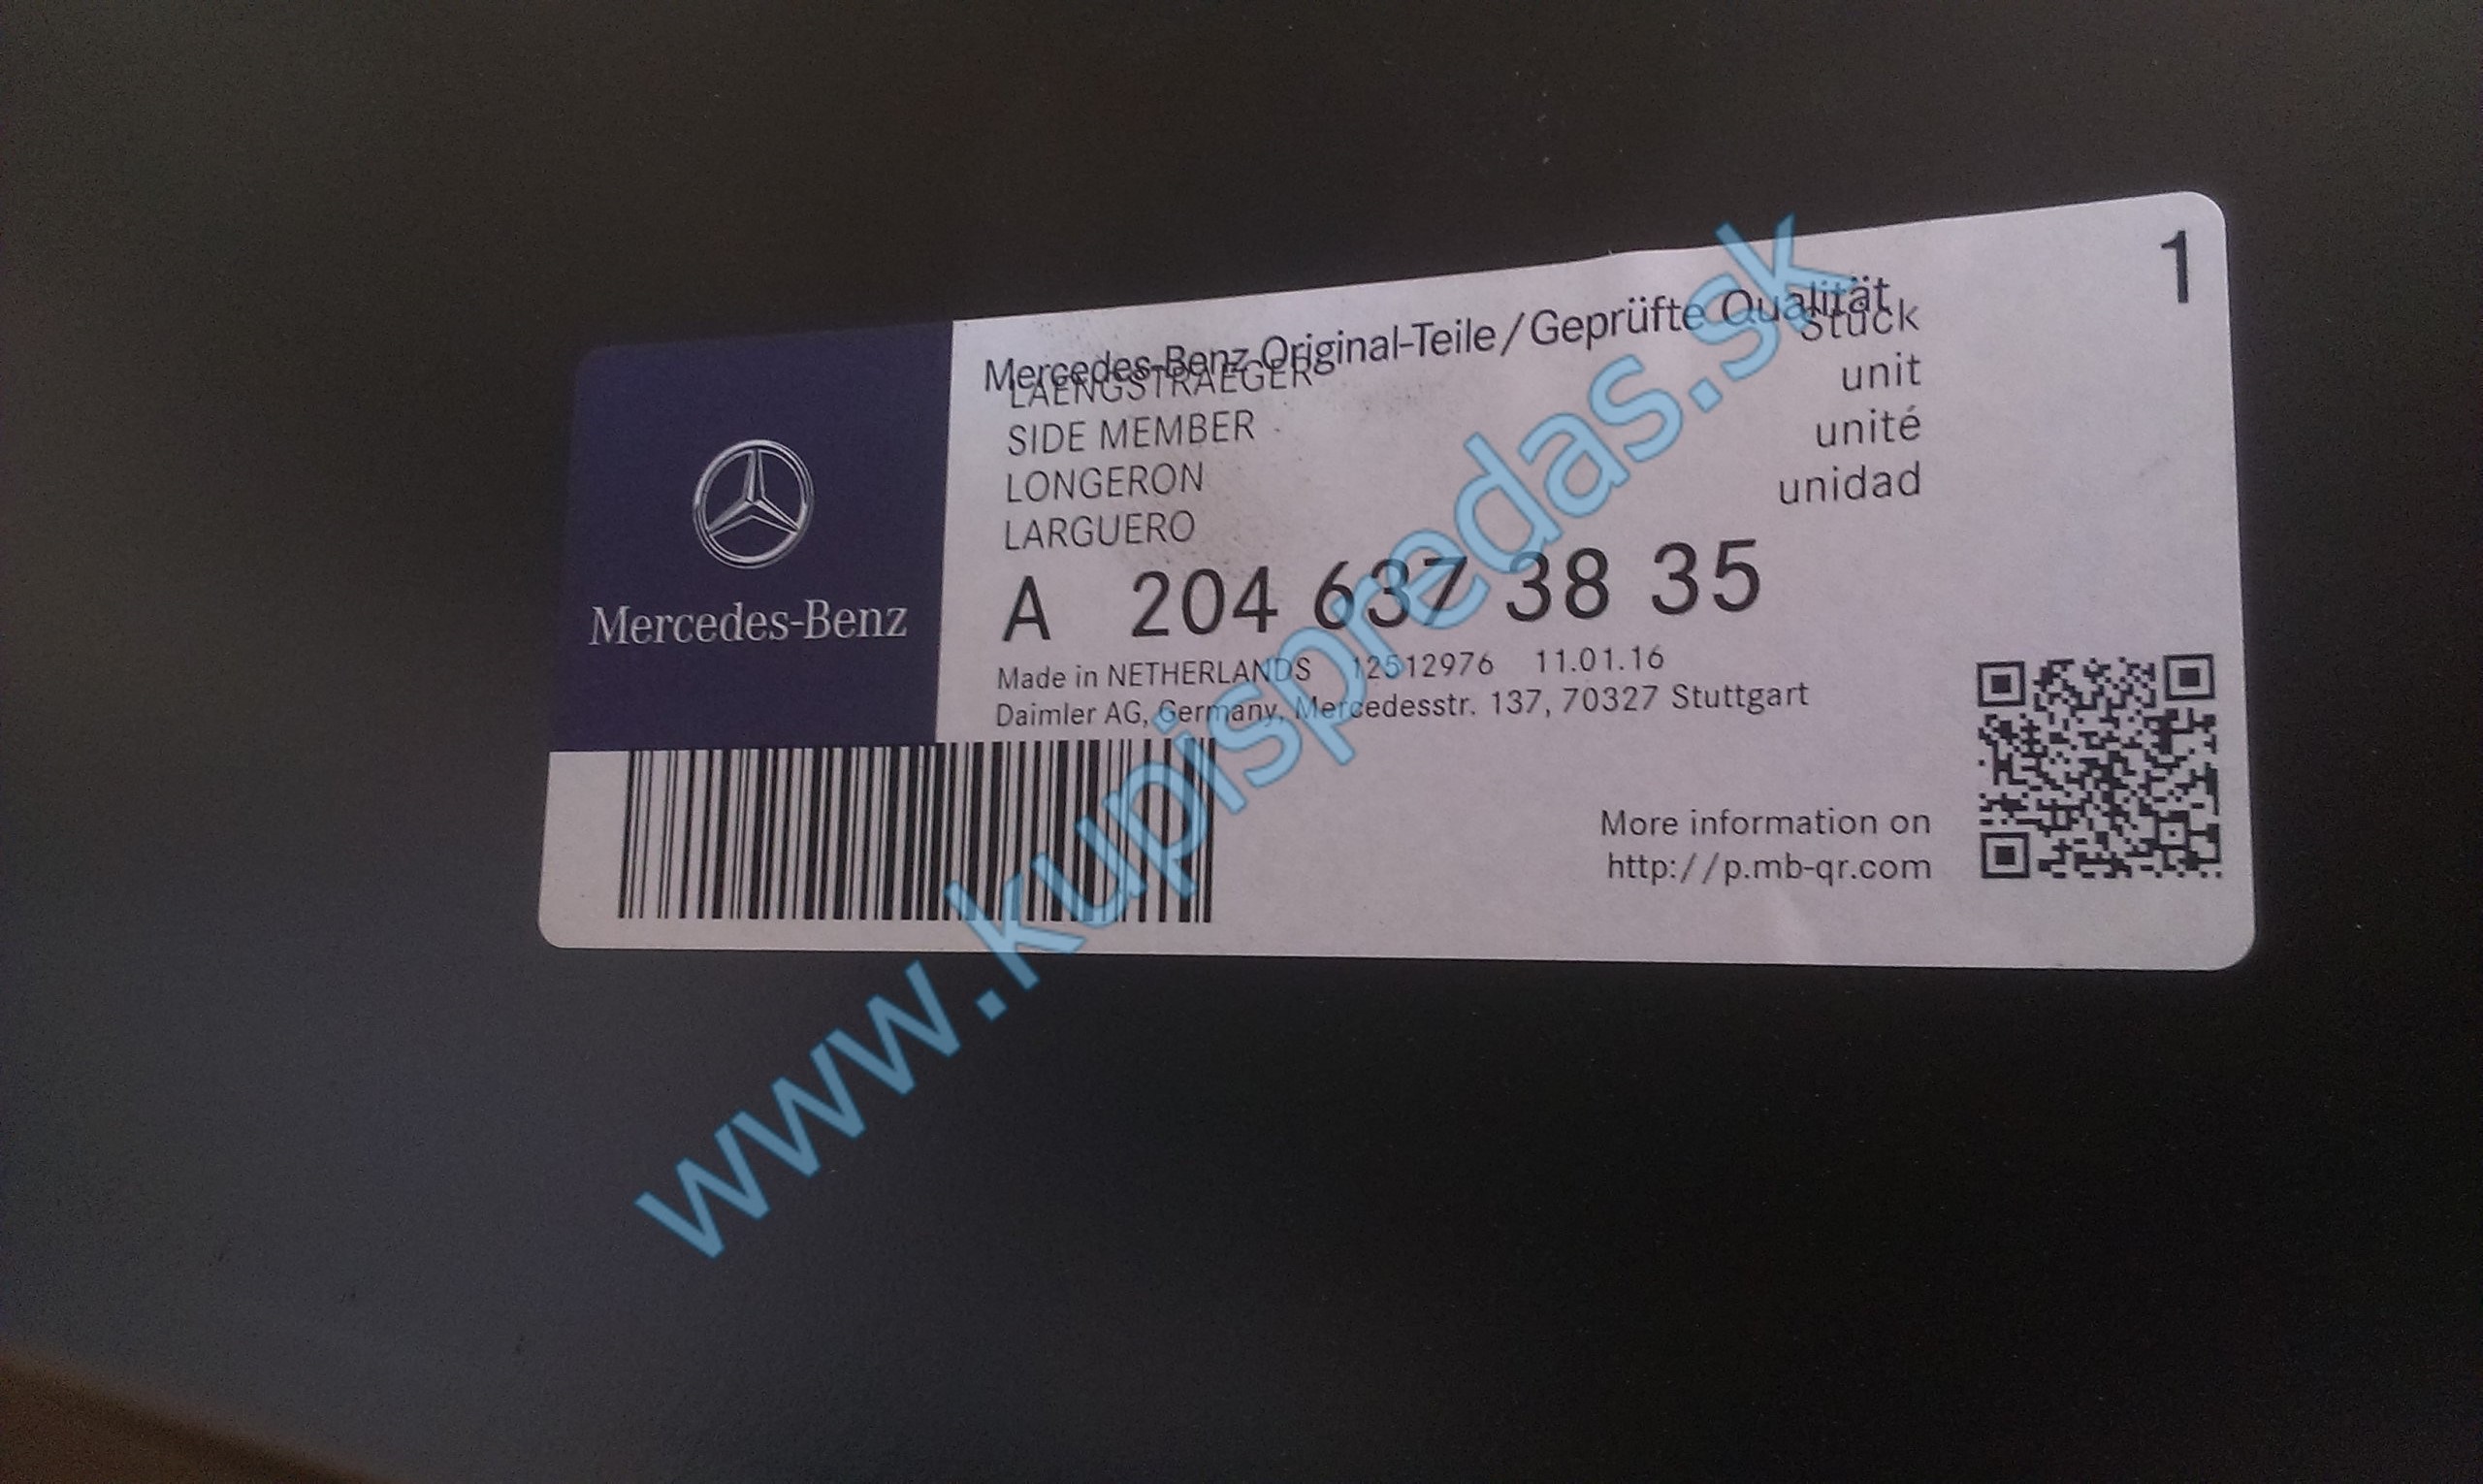 Mercedes-Benz Original-Teile/Geprüfte Qualität
1
LAENGSTRAEGER
Stück
SIDE MEMBER
unit
LONGERON
unité
LARGUERO
unidad
A 204 637 38 35
Mercedes-Benz
Made in NETHERLANDS 12512976 11.01.16
Daimler AG, Germany, Mercedesstr. 137, 70327 Stuttgart
More information on
http://p.mb-qr.com
www.kupispredas.sk